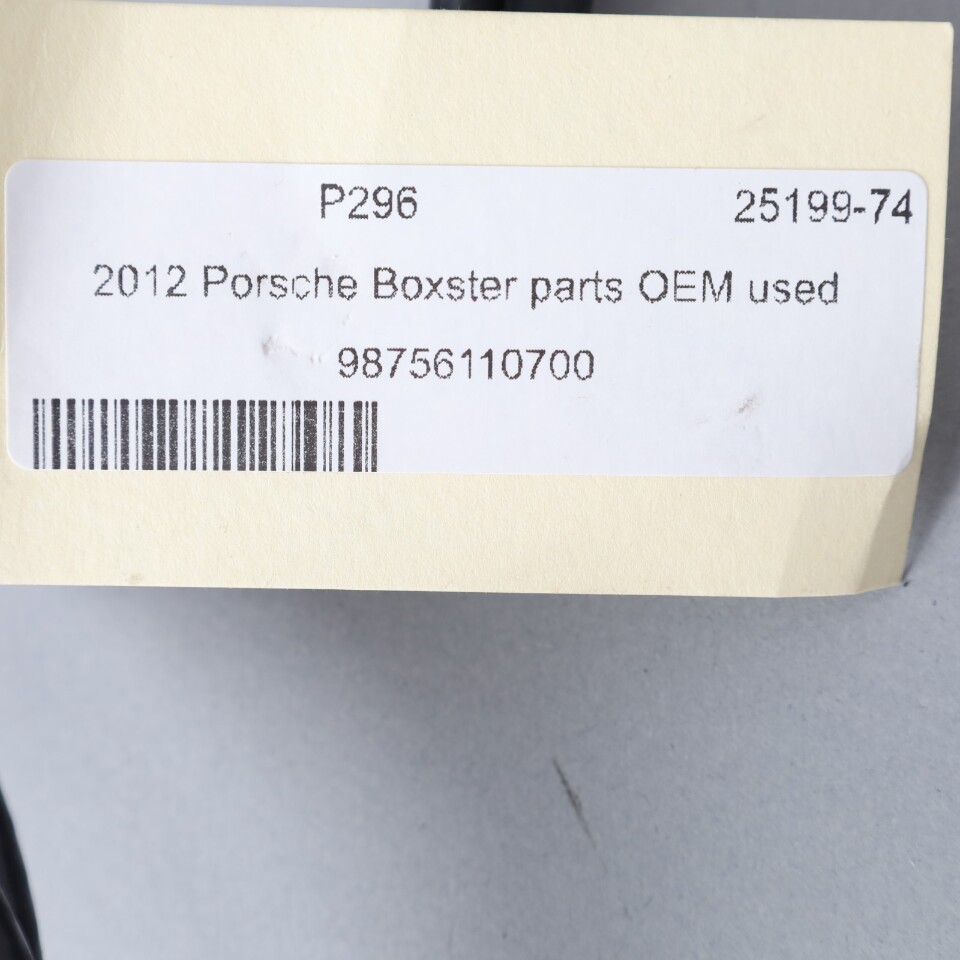 P296 25199-74
2012 Porsche Boxster parts OEM used
98756110700